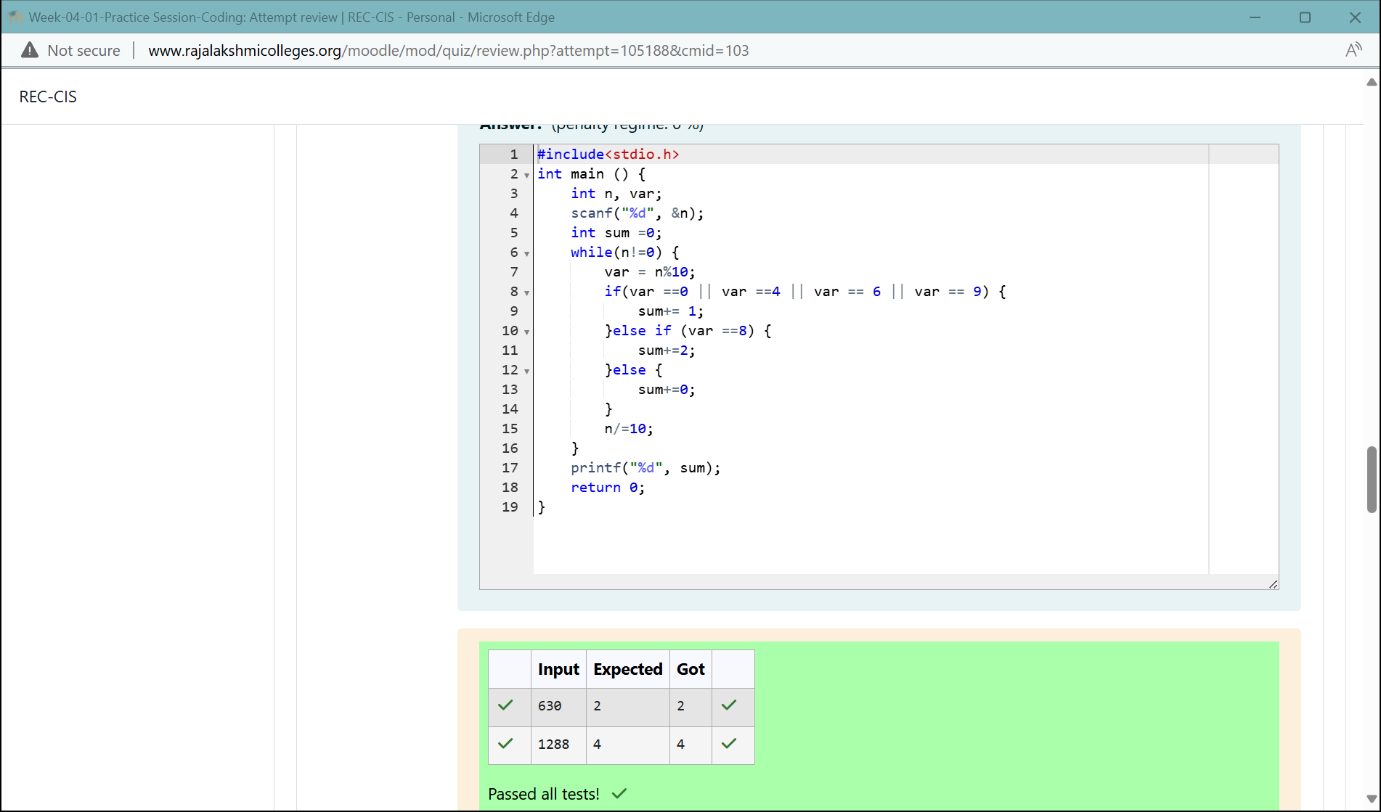 Week-04-01-Practice Session-Coding: Attempt review | REC-CIS - Personal - Microsoft Edge
Not secure | www.rajalakshmicolleges.org/moodle/mod/quiz/review.php?attempt=105188&cmid=103
REC-CIS
Answer: (penalty regime: 0 %)
1 #include<stdio.h>
2 int main () {
3     int n, var;
4     scanf("%d", &n);
5     int sum =0;
6     while(n!=0) {
7         var = n%10;
8         if(var ==0 || var ==4 || var == 6 || var == 9) {
9             sum+= 1;
10         }else if (var ==8) {
11             sum+=2;
12         }else {
13             sum+=0;
14         }
15         n/=10;
16     }
17     printf("%d", sum);
18     return 0;
19 }
Input Expected Got
630 2 2
1288 4 4
Passed all tests!